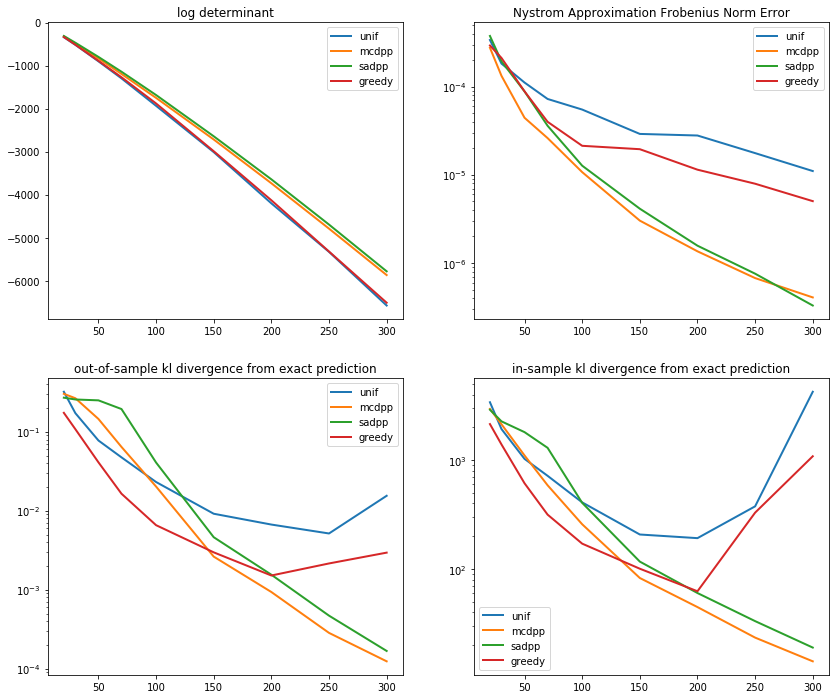 log determinant
0
−1000
−2000
−3000
−4000
−5000
−6000
50 100 150 200 250 300
unif
mcdpp
sadpp
greedy
Nystrom Approximation Frobenius Norm Error
10⁻⁴
10⁻⁵
10⁻⁶
50 100 150 200 250 300
unif
mcdpp
sadpp
greedy
out-of-sample kl divergence from exact prediction
10⁻¹
10⁻²
10⁻³
10⁻⁴
50 100 150 200 250 300
unif
mcdpp
sadpp
greedy
in-sample kl divergence from exact prediction
10³
10²
50 100 150 200 250 300
unif
mcdpp
sadpp
greedy